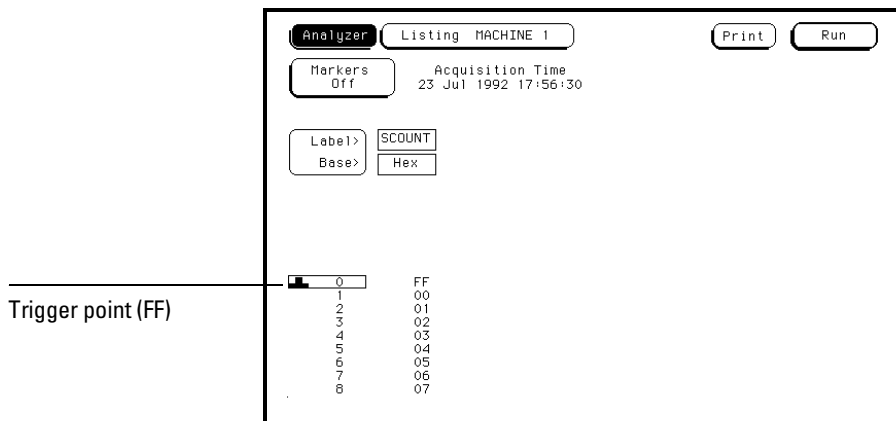 Analyzer Listing MACHINE 1 Print Run
Markers Off
Acquisition Time
23 Jul 1992 17:56:30
Label> SCOUNT
Base> Hex
0 FF
1 00
2 01
3 02
4 03
5 04
6 05
7 06
8 07
Trigger point (FF)